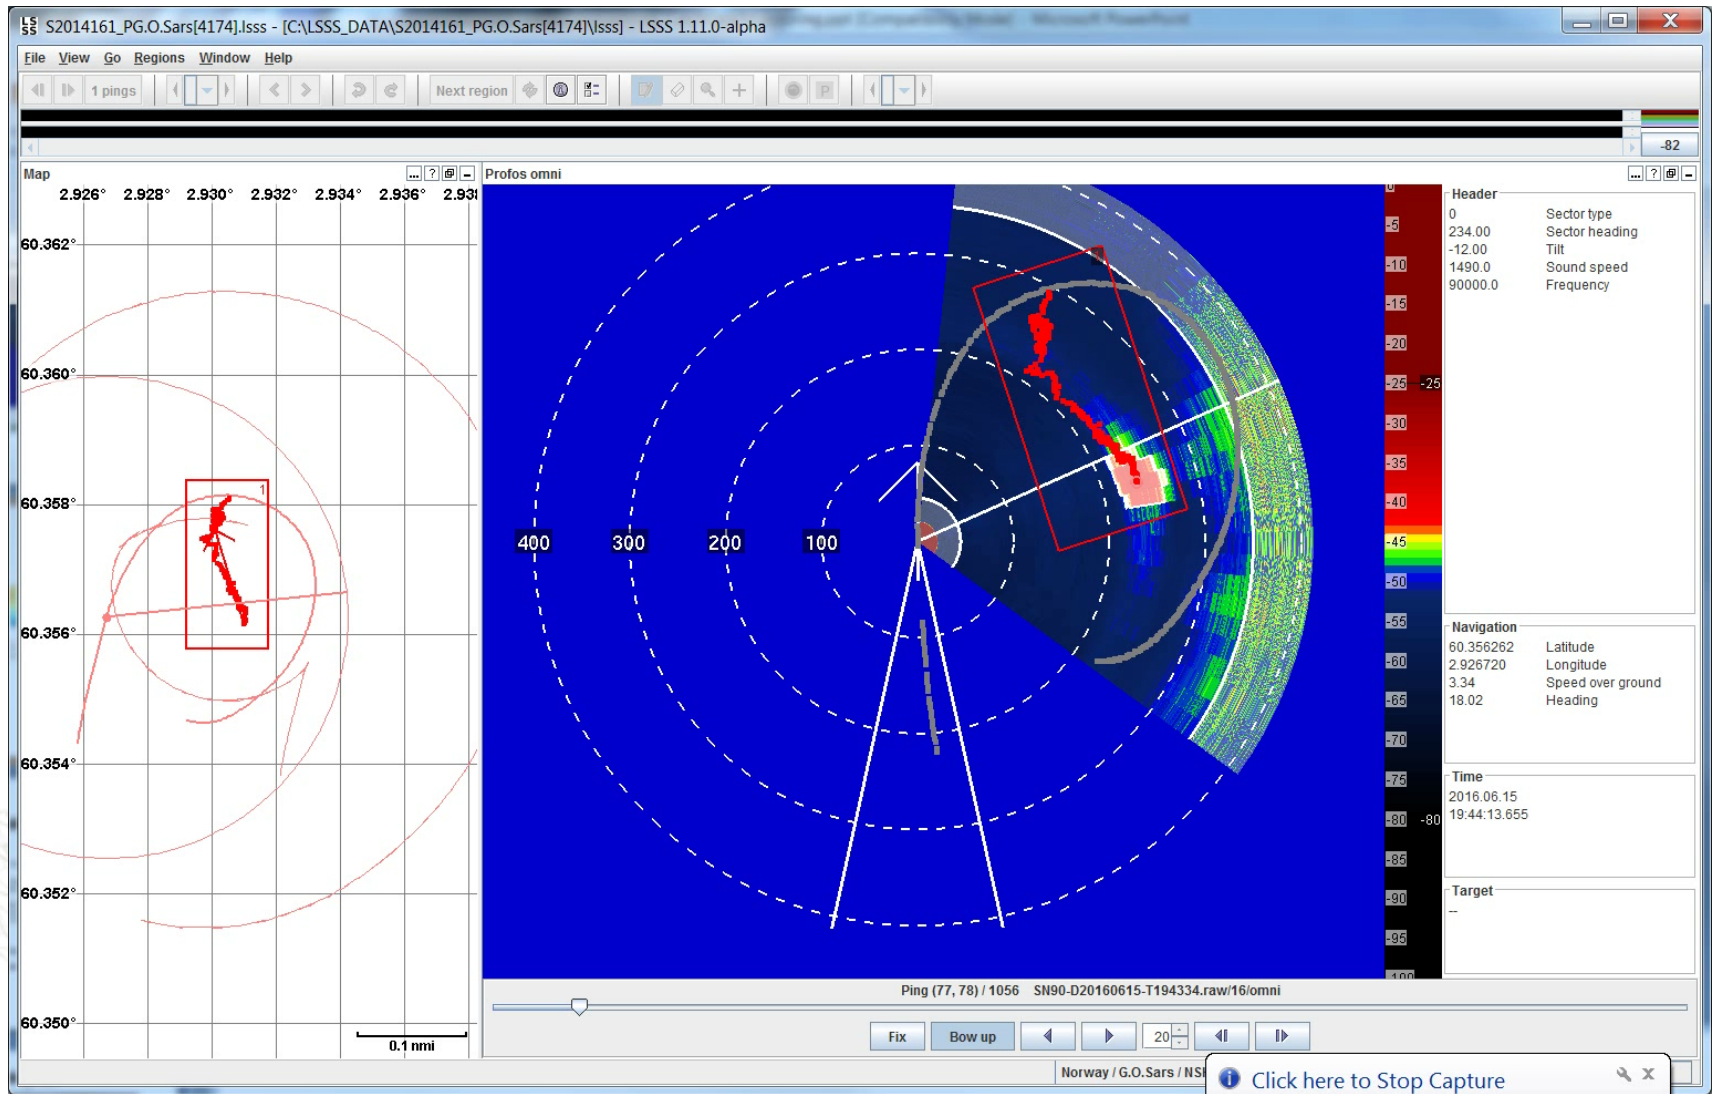 S2014161_PG.O.Sars[4174].lsss - [C:\LSSS_DATA\S2014161_PG.O.Sars[4174]\lsss] - LSSS 1.11.0-alpha
File View Go Regions Window Help
1 pings
Next region
P
-82
Map
Profos omni
2.926° 2.928° 2.930° 2.932° 2.934° 2.936° 2.93
60.362°
60.360°
60.358°
60.356°
60.354°
60.352°
60.350°
1
0.1 nmi
400 300 200 100
0
-5
-10
-15
-20
-25 -25
-30
-35
-40
-45
-50
-55
-60
-65
-70
-75
-80 -80
-85
-90
-95
-100
Header
0 Sector type
234.00 Sector heading
-12.00 Tilt
1490.0 Sound speed
90000.0 Frequency
Navigation
60.356262 Latitude
2.926720 Longitude
3.34 Speed over ground
18.02 Heading
Time
2016.06.15
19:44:13.655
Target
--
Ping (77, 78) / 1056 SN90-D20160615-T194334.raw/16/omni
Fix Bow up 20
Norway / G.O.Sars / NS
Click here to Stop Capture